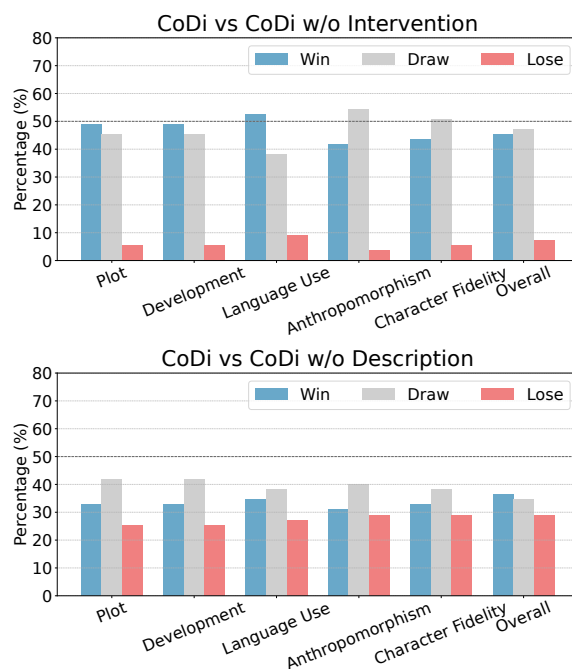 CoDi vs CoDi w/o Intervention
80
70
60
50
40
30
20
10
0
Percentage (%)
Win Draw Lose
Plot
Development
Language Use
Anthropomorphism
Character Fidelity
Overall
CoDi vs CoDi w/o Description
80
70
60
50
40
30
20
10
0
Percentage (%)
Win Draw Lose
Plot
Development
Language Use
Anthropomorphism
Character Fidelity
Overall